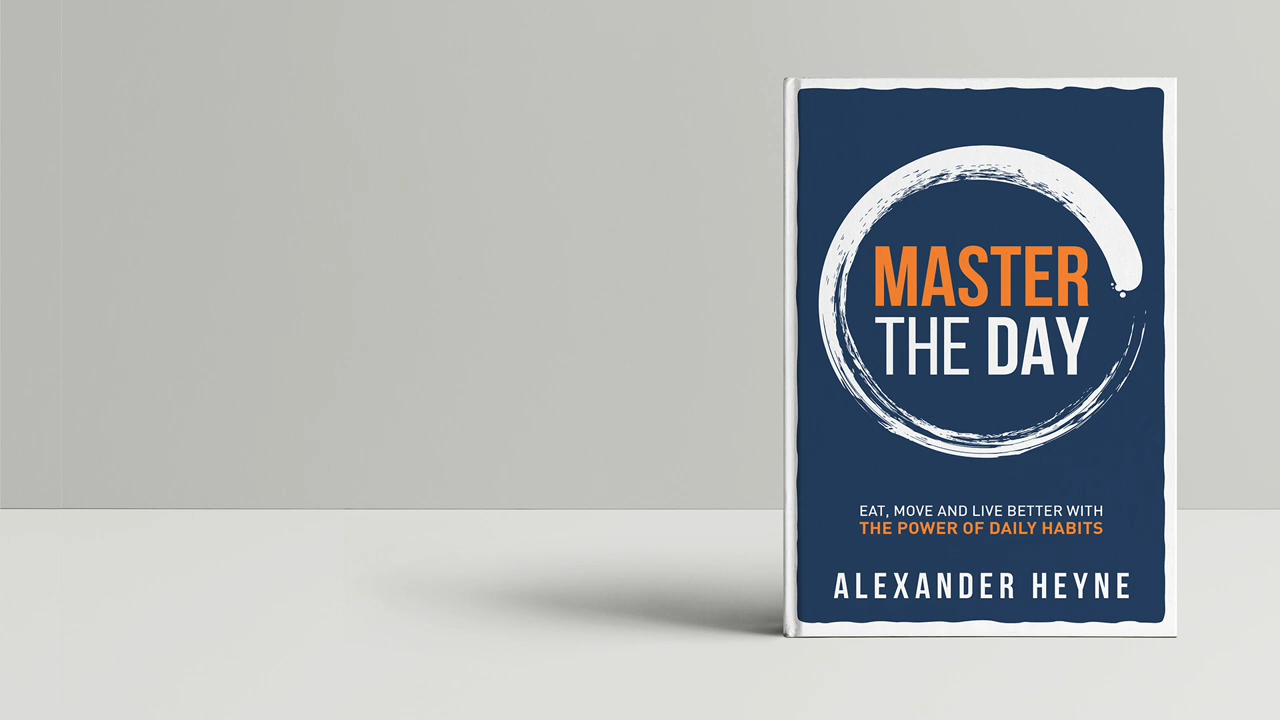 MASTER
THE DAY
EAT, MOVE AND LIVE BETTER WITH
THE POWER OF DAILY HABITS
ALEXANDER HEYNE